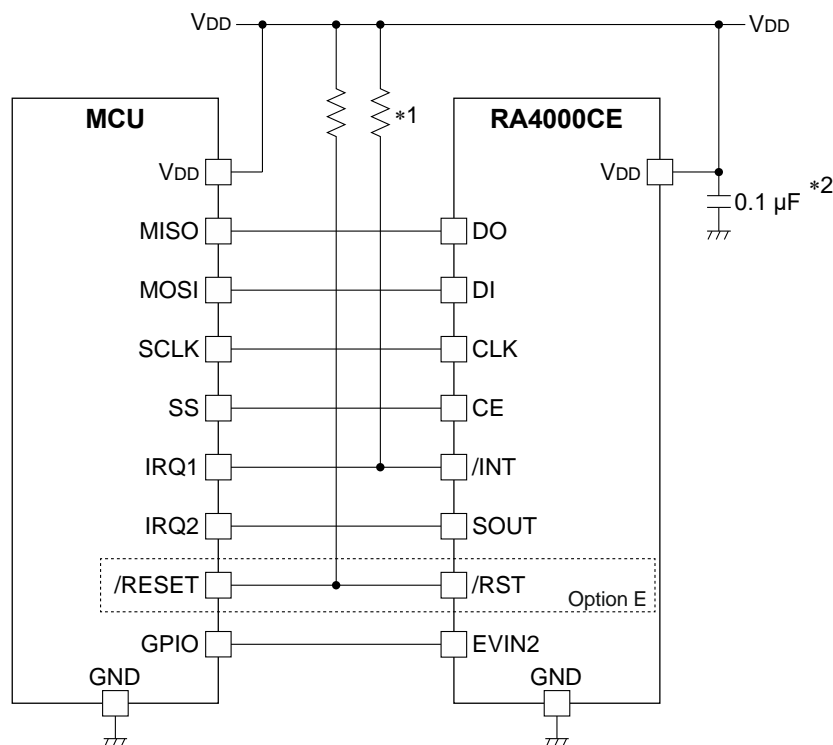 VDD VDD
MCU *1 RA4000CE
VDD VDD 0.1 µF *2
MISO DO
MOSI DI
SCLK CLK
SS CE
IRQ1 /INT
IRQ2 SOUT
/RESET /RST
Option E
GPIO EVIN2
GND GND